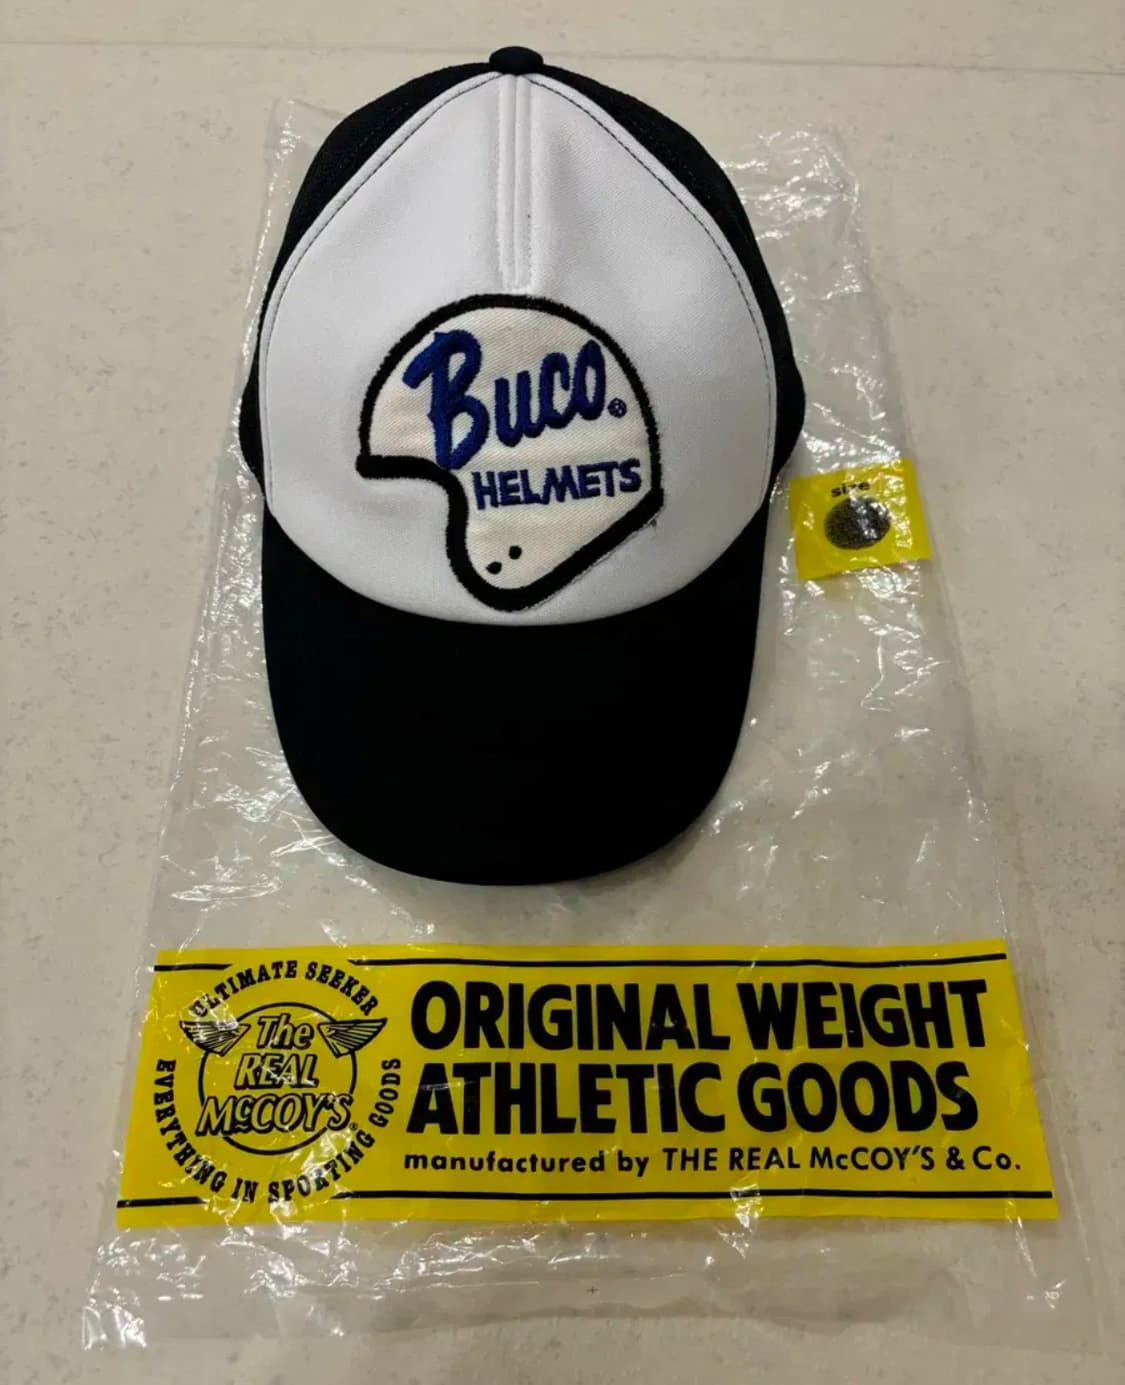 Buco.®
HELMETS
size
ULTIMATE SEEKER
The
REAL
McCOY'S®
EVERYTHING IN SPORTING GOODS
ORIGINAL WEIGHT
ATHLETIC GOODS
manufactured by THE REAL McCOY'S & Co.